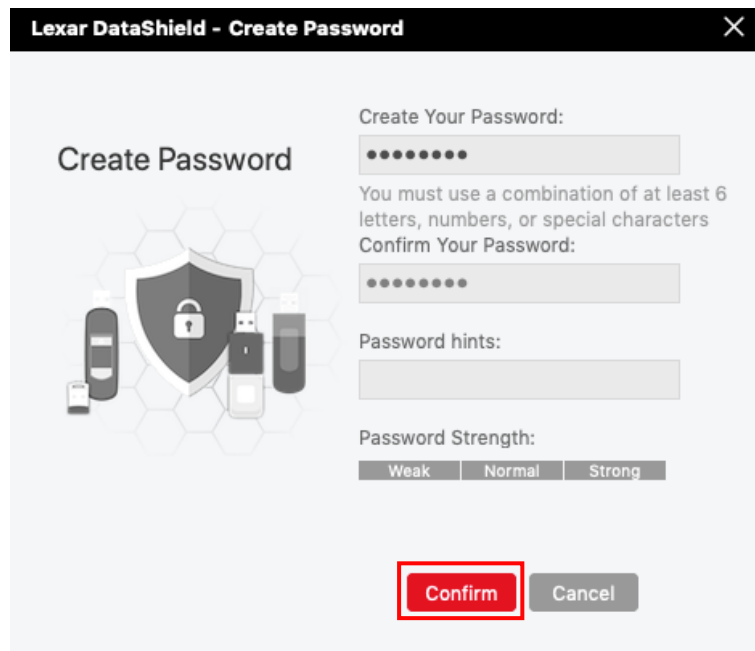 Lexar DataShield - Create Password
Create Password
Create Your Password:
••••••••
You must use a combination of at least 6
letters, numbers, or special characters
Confirm Your Password:
••••••••
Password hints:
Password Strength:
Weak Normal Strong
Confirm Cancel